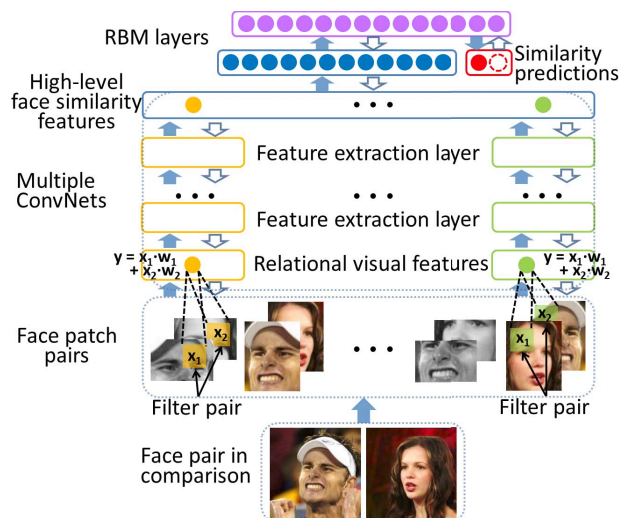 RBM layers
Similarity
predictions
High-level
face similarity
features
• • •
Feature extraction layer
Multiple
ConvNets
• • •
• • •
• • •
Feature extraction layer
y = x₁·w₁
+ x₂·w₂
Relational visual features
y = x₁·w₁
+ x₂·w₂
Face patch
pairs
x₁
x₂
• • •
x₁
x₂
Filter pair
Filter pair
Face pair in
comparison